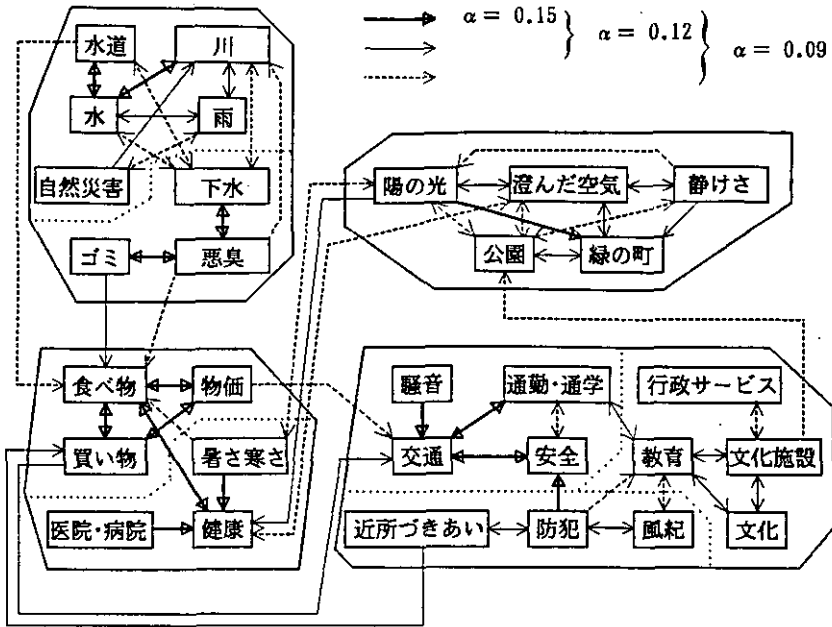 α = 0.15
α = 0.12
α = 0.09
水道
川
水
雨
自然災害
下水
ゴミ
悪臭
陽の光
澄んだ空気
静けさ
公園
緑の町
食べ物
物価
買い物
暑さ寒さ
医院・病院
健康
騒音
通勤・通学
行政サービス
交通
安全
教育
文化施設
近所づきあい
防犯
風紀
文化